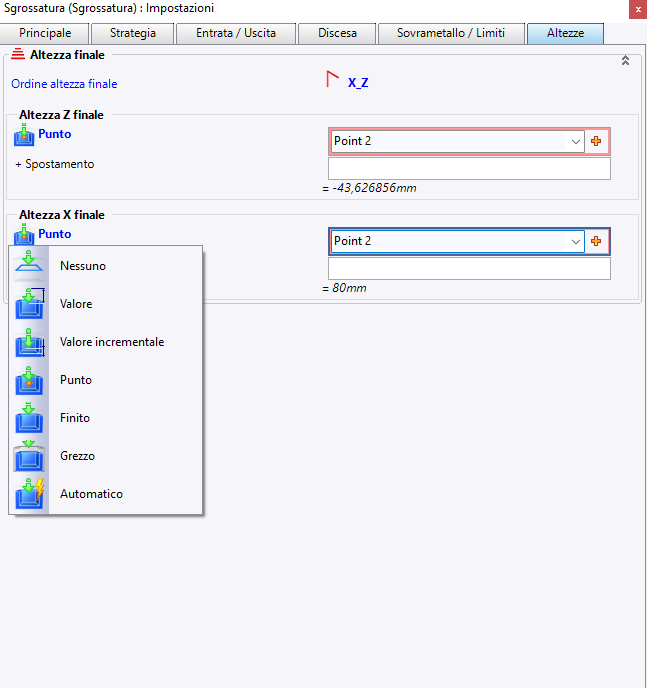 Sgrossatura (Sgrossatura) : Impostazioni
Principale Strategia Entrata / Uscita Discesa Sovrametallo / Limiti Altezze
Altezza finale
Ordine altezza finale X_Z
Altezza Z finale
Punto Point 2
+ Spostamento
= -43,626856mm
Altezza X finale
Punto Point 2
= 80mm
Nessuno
Valore
Valore incrementale
Punto
Finito
Grezzo
Automatico